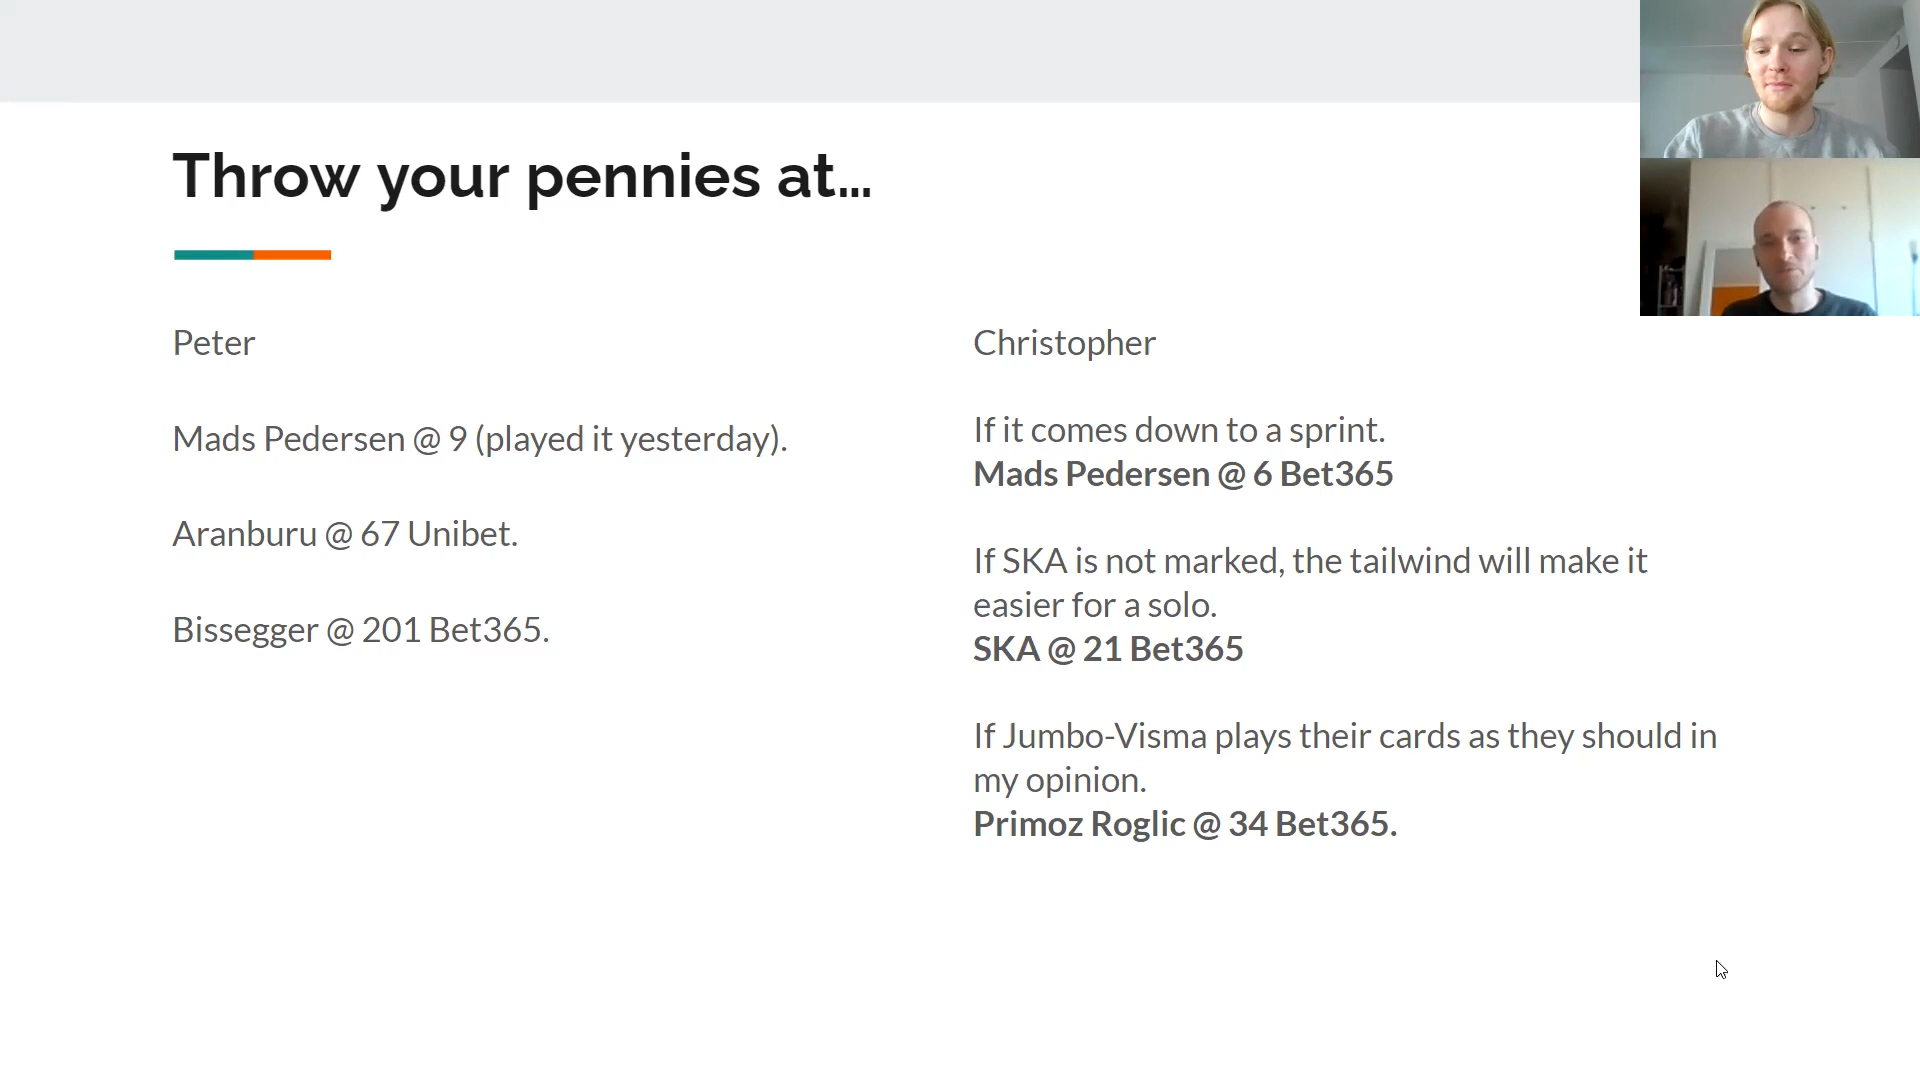 Throw your pennies at…
Peter
Mads Pedersen @ 9 (played it yesterday).
Aranburu @ 67 Unibet.
Bissegger @ 201 Bet365.
Christopher
If it comes down to a sprint.
Mads Pedersen @ 6 Bet365
If SKA is not marked, the tailwind will make it
easier for a solo.
SKA @ 21 Bet365
If Jumbo-Visma plays their cards as they should in
my opinion.
Primoz Roglic @ 34 Bet365.